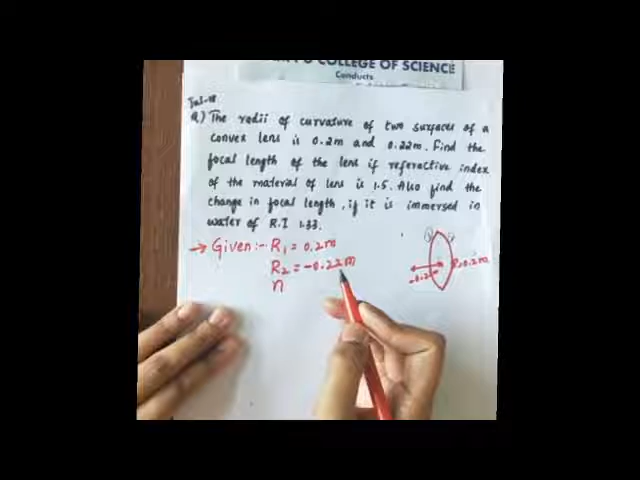 COLLEGE OF SCIENCE
Conducts
Q) The radii of curvature of two surfaces of a
convex lens is 0.2m and 0.22m. Find the
focal length of the lens if referactive index
of the material of lens is 1.5. Also find the
change in focal length, if it is immersed in
water of R.I 1.33.
→ Given:- R₁ = 0.2m
R₂ = -0.22m
n